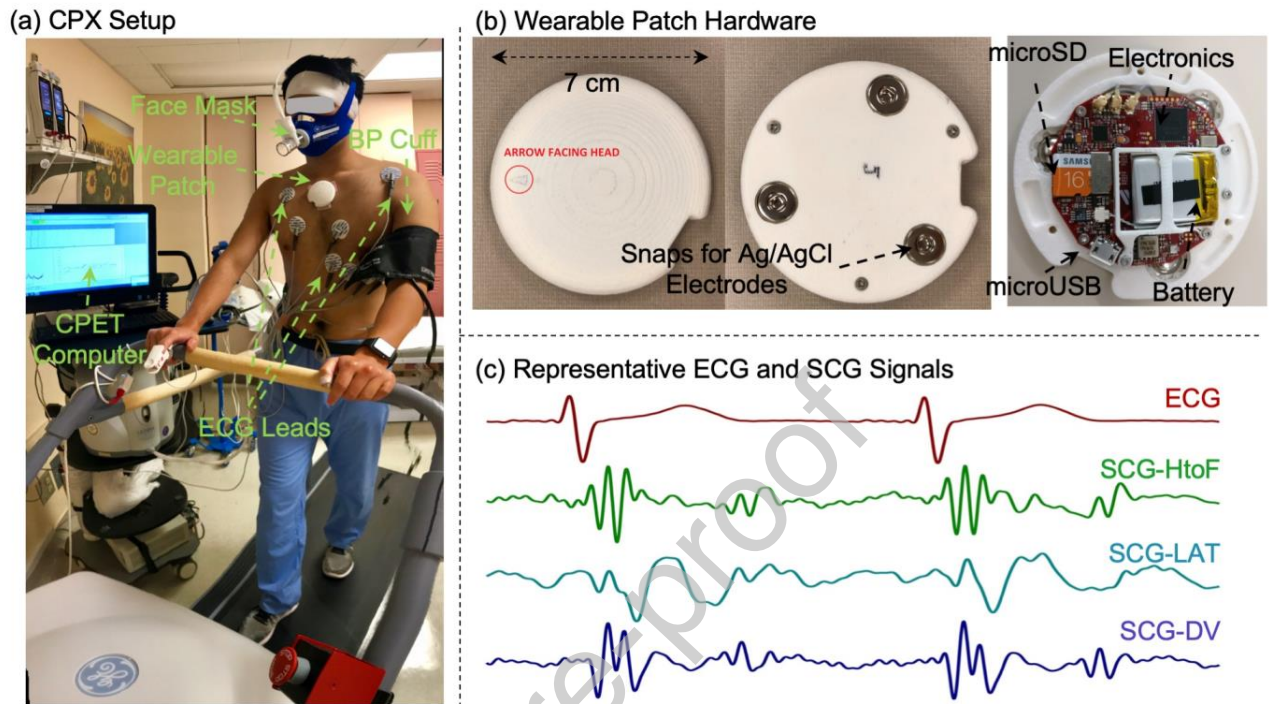 (a) CPX Setup
Face Mask
BP Cuff
Wearable
Patch
CPET
Computer
ECG Leads
(b) Wearable Patch Hardware
7 cm
ARROW FACING HEAD
Snaps for Ag/AgCl
Electrodes
microSD
Electronics
SAMSUNG
16
microUSB
Battery
(c) Representative ECG and SCG Signals
ECG
SCG-HtoF
SCG-LAT
SCG-DV
re-proof